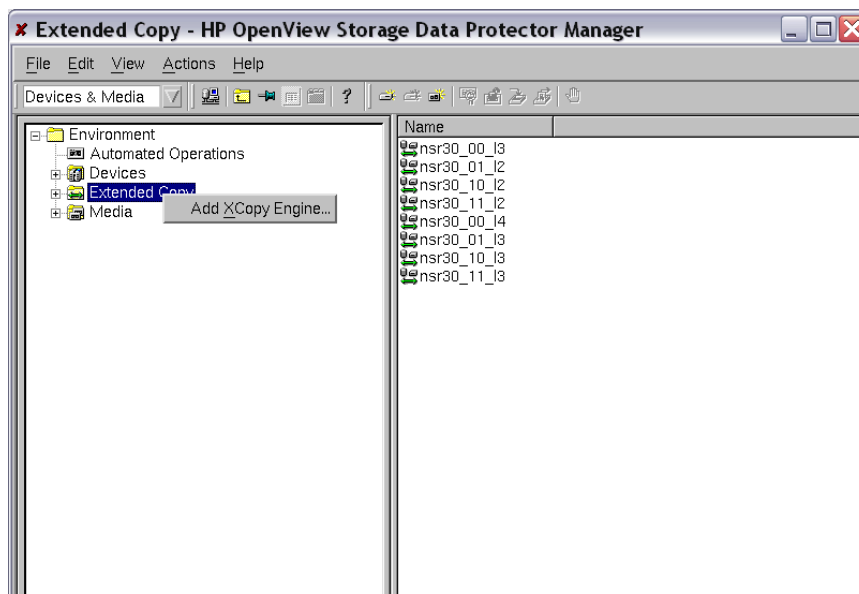 Extended Copy - HP OpenView Storage Data Protector Manager
File Edit View Actions Help
Devices & Media
?
Environment
Automated Operations
Devices
Extended Copy
Media
Add XCopy Engine...
Name
nsr30_00_l3
nsr30_01_l2
nsr30_10_l2
nsr30_11_l2
nsr30_00_l4
nsr30_01_l3
nsr30_10_l3
nsr30_11_l3